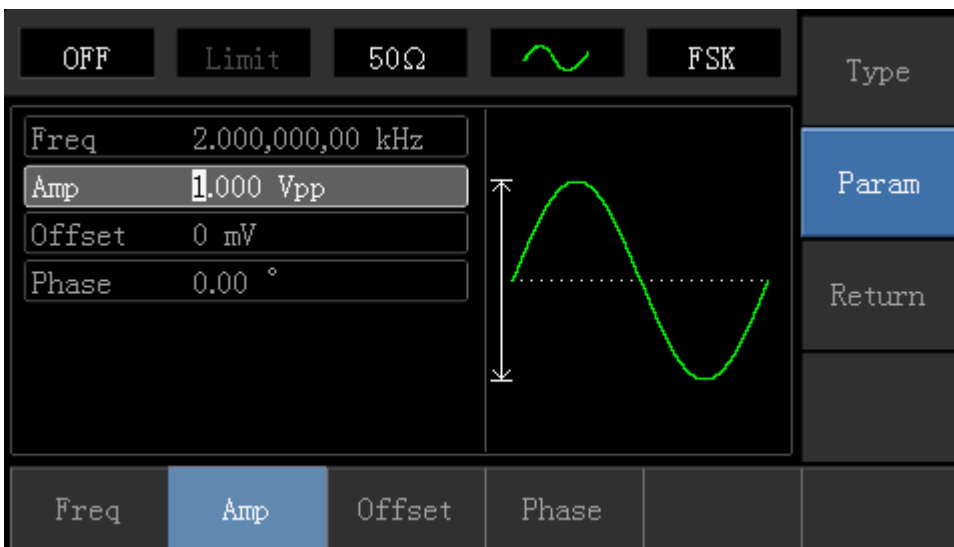 OFF Limit 50Ω FSK
Type
Freq 2.000,000,00 kHz
Amp 1.000 Vpp
Param
Offset 0 mV
Phase 0.00 °
Return
Freq Amp Offset Phase